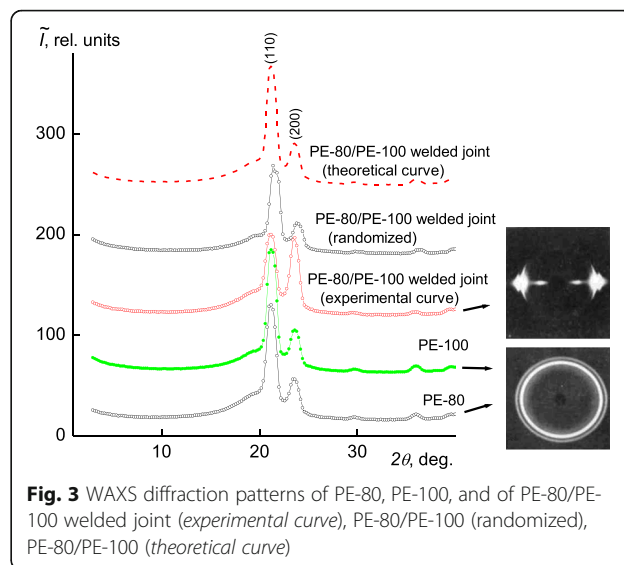 Ĩ, rel. units
(110)
(200)
300
200
100
0
PE-80/PE-100 welded joint
(theoretical curve)
PE-80/PE-100 welded joint
(randomized)
PE-80/PE-100 welded joint
(experimental curve)
PE-100
PE-80
10
20
30
2θ, deg.
Fig. 3 WAXS diffraction patterns of PE-80, PE-100, and of PE-80/PE-
100 welded joint (experimental curve), PE-80/PE-100 (randomized),
PE-80/PE-100 (theoretical curve)